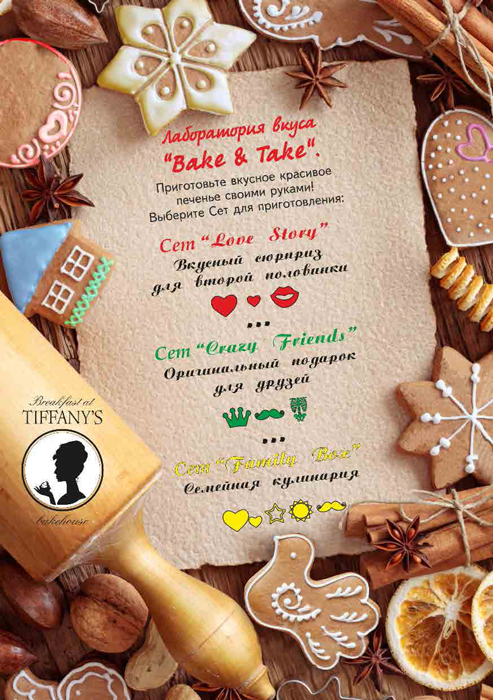 Лаборатория вкуса
"Bake & Take".
Приготовьте вкусное красивое
печенье своими руками!
Выберите Сет для приготовления:
Сет "Love Story"
Вкусный сюрприз
для второй половинки
Сет "Crazy Friends"
Оригинальный подарок
для друзей
Сет "Family Box"
Семейная кулинария
Breakfast at
TIFFANY'S
bakehouse